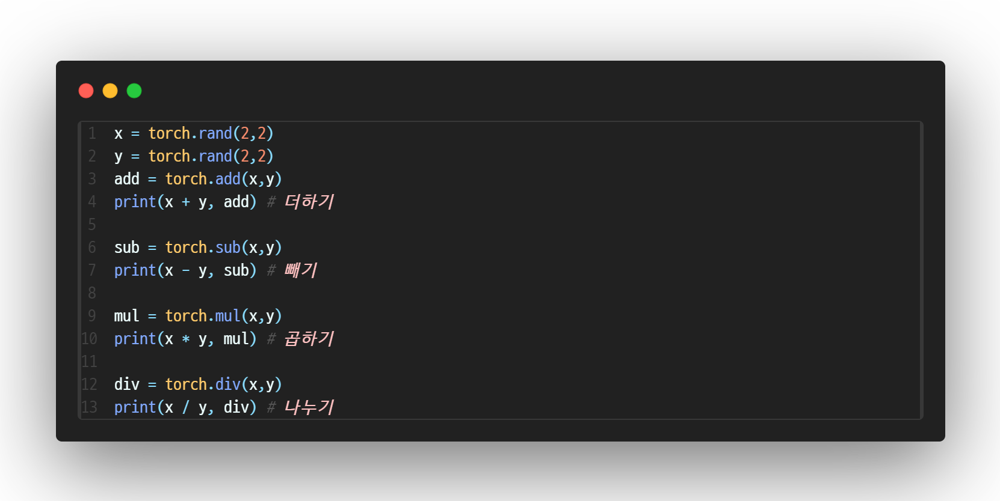 1 x = torch.rand(2,2)
2 y = torch.rand(2,2)
3 add = torch.add(x,y)
4 print(x + y, add) # 더하기
5
6 sub = torch.sub(x,y)
7 print(x - y, sub) # 빼기
8
9 mul = torch.mul(x,y)
10 print(x * y, mul) # 곱하기
11
12 div = torch.div(x,y)
13 print(x / y, div) # 나누기